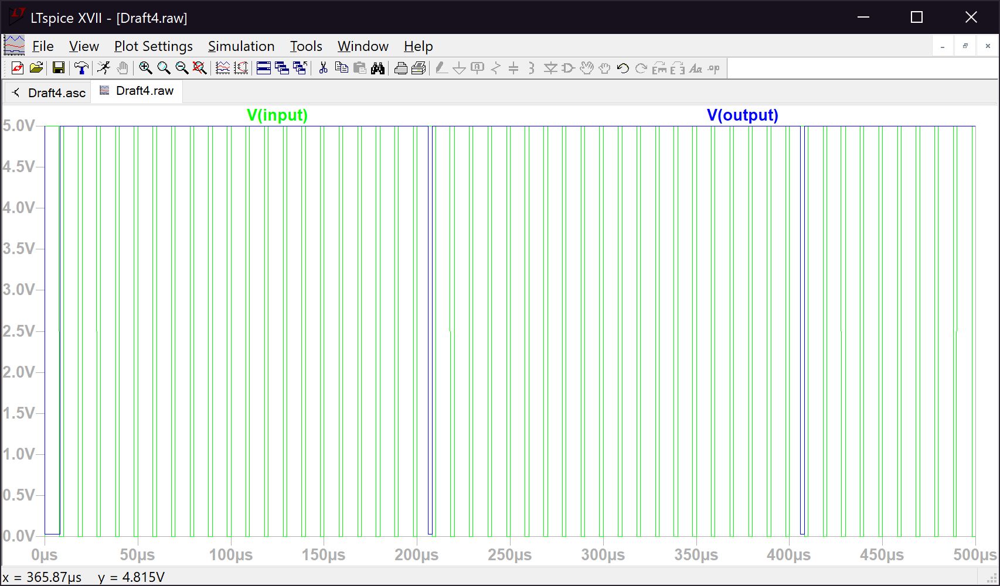 LTspice XVII - [Draft4.raw]
File View Plot Settings Simulation Tools Window Help
Draft4.asc Draft4.raw
V(input) V(output)
5.0V
4.5V
4.0V
3.5V
3.0V
2.5V
2.0V
1.5V
1.0V
0.5V
0.0V
0µs 50µs 100µs 150µs 200µs 250µs 300µs 350µs 400µs 450µs 500µs
x = 365.87µs y = 4.815V